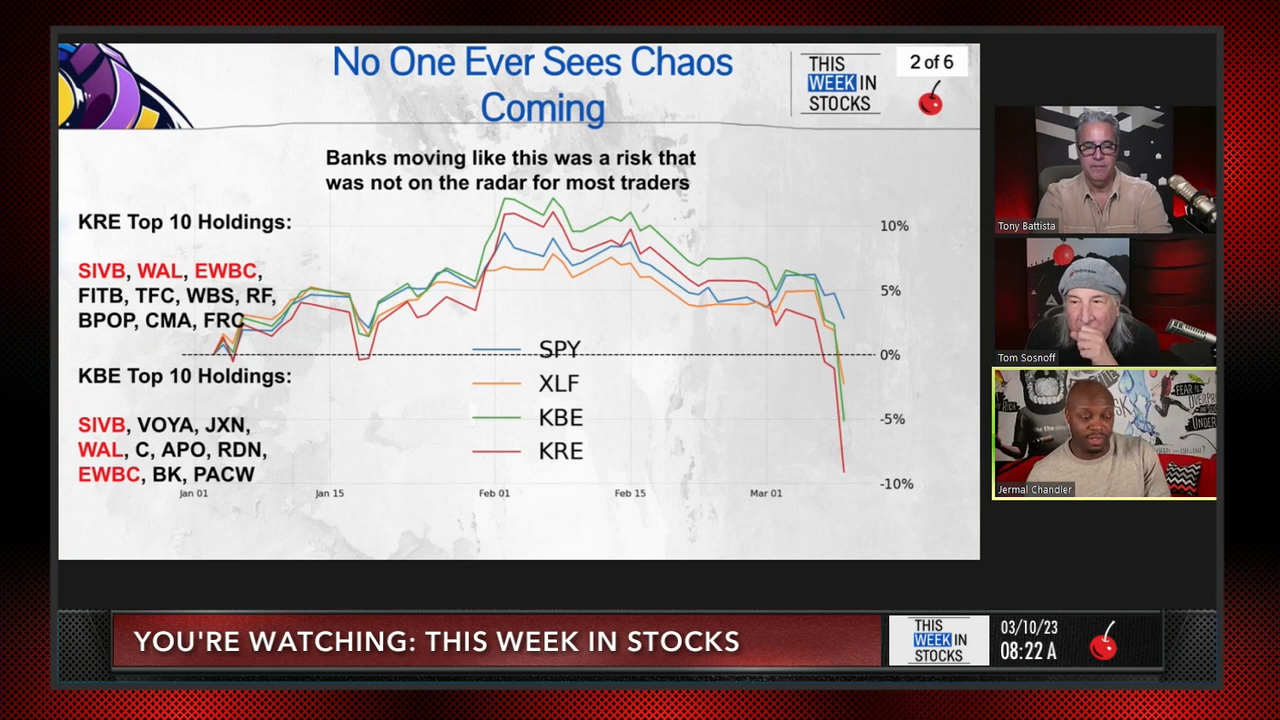 No One Ever Sees Chaos
Coming
THIS
WEEK IN
STOCKS
2 of 6
Banks moving like this was a risk that
was not on the radar for most traders
KRE Top 10 Holdings:
SIVB, WAL, EWBC,
FITB, TFC, WBS, RF,
BPOP, CMA, FRC
KBE Top 10 Holdings:
SIVB, VOYA, JXN,
WAL, C, APO, RDN,
EWBC, BK, PACW
SPY
XLF
KBE
KRE
10%
5%
0%
-5%
-10%
Jan 01
Jan 15
Feb 01
Feb 15
Mar 01
Tony Battista
Tom Sosnoff
Jermal Chandler
YOU'RE WATCHING: THIS WEEK IN STOCKS
THIS
WEEK IN
STOCKS
03/10/23
08:22 A